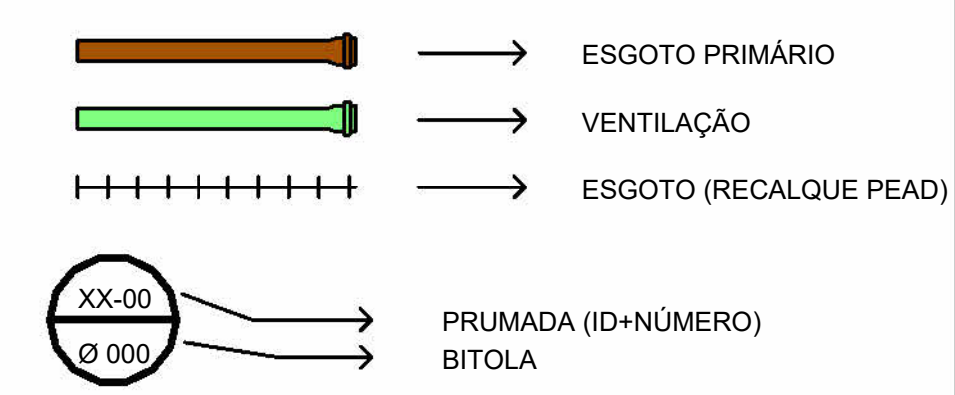 ESGOTO PRIMÁRIO
VENTILAÇÃO
ESGOTO (RECALQUE PEAD)
XX-00
PRUMADA (ID+NÚMERO)
Ø 000
BITOLA